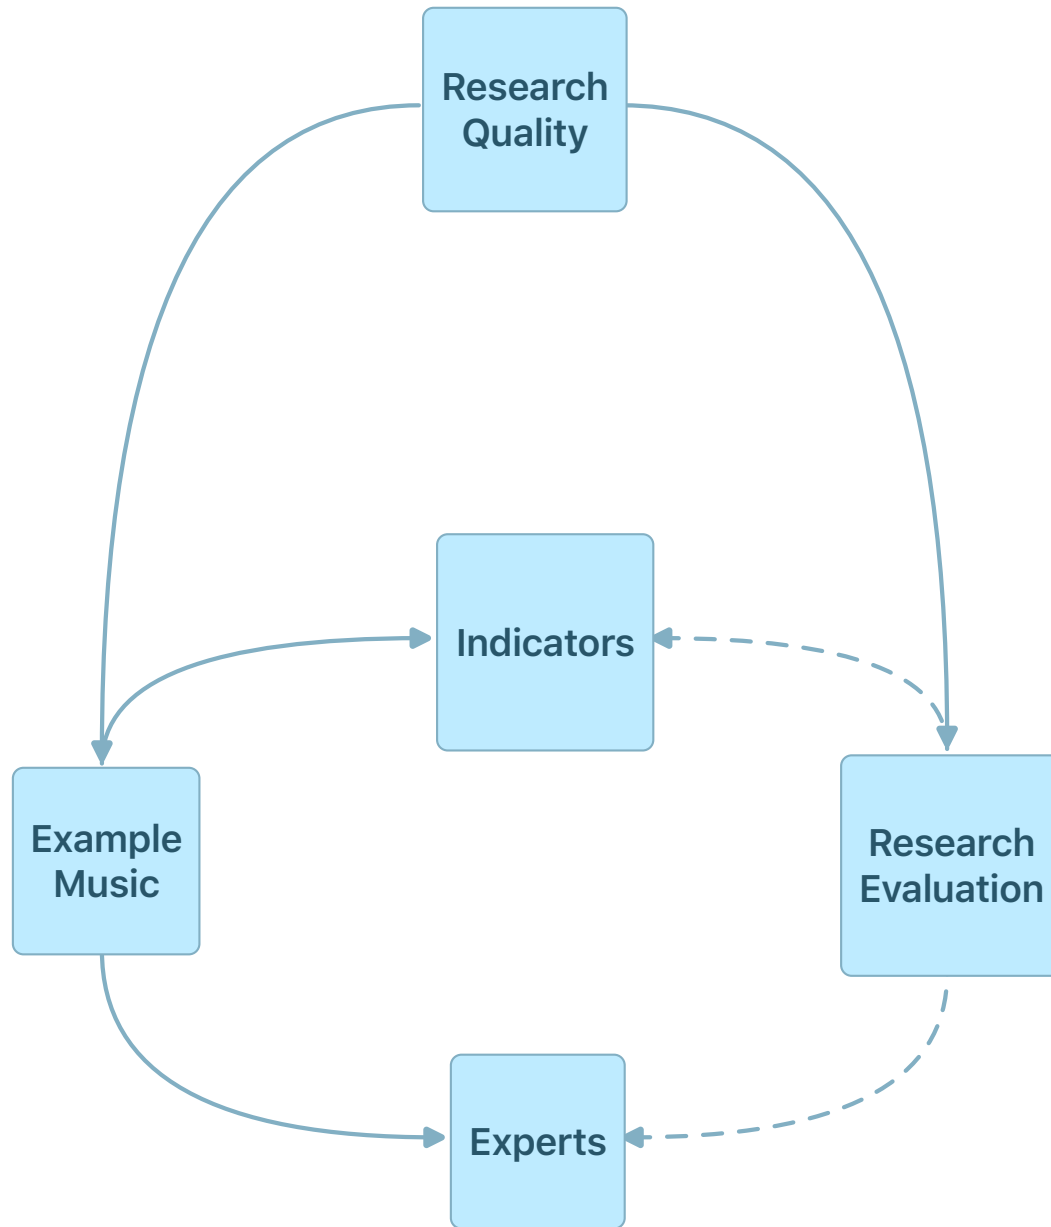 Research
Quality
Indicators
Example
Music
Research
Evaluation
Experts